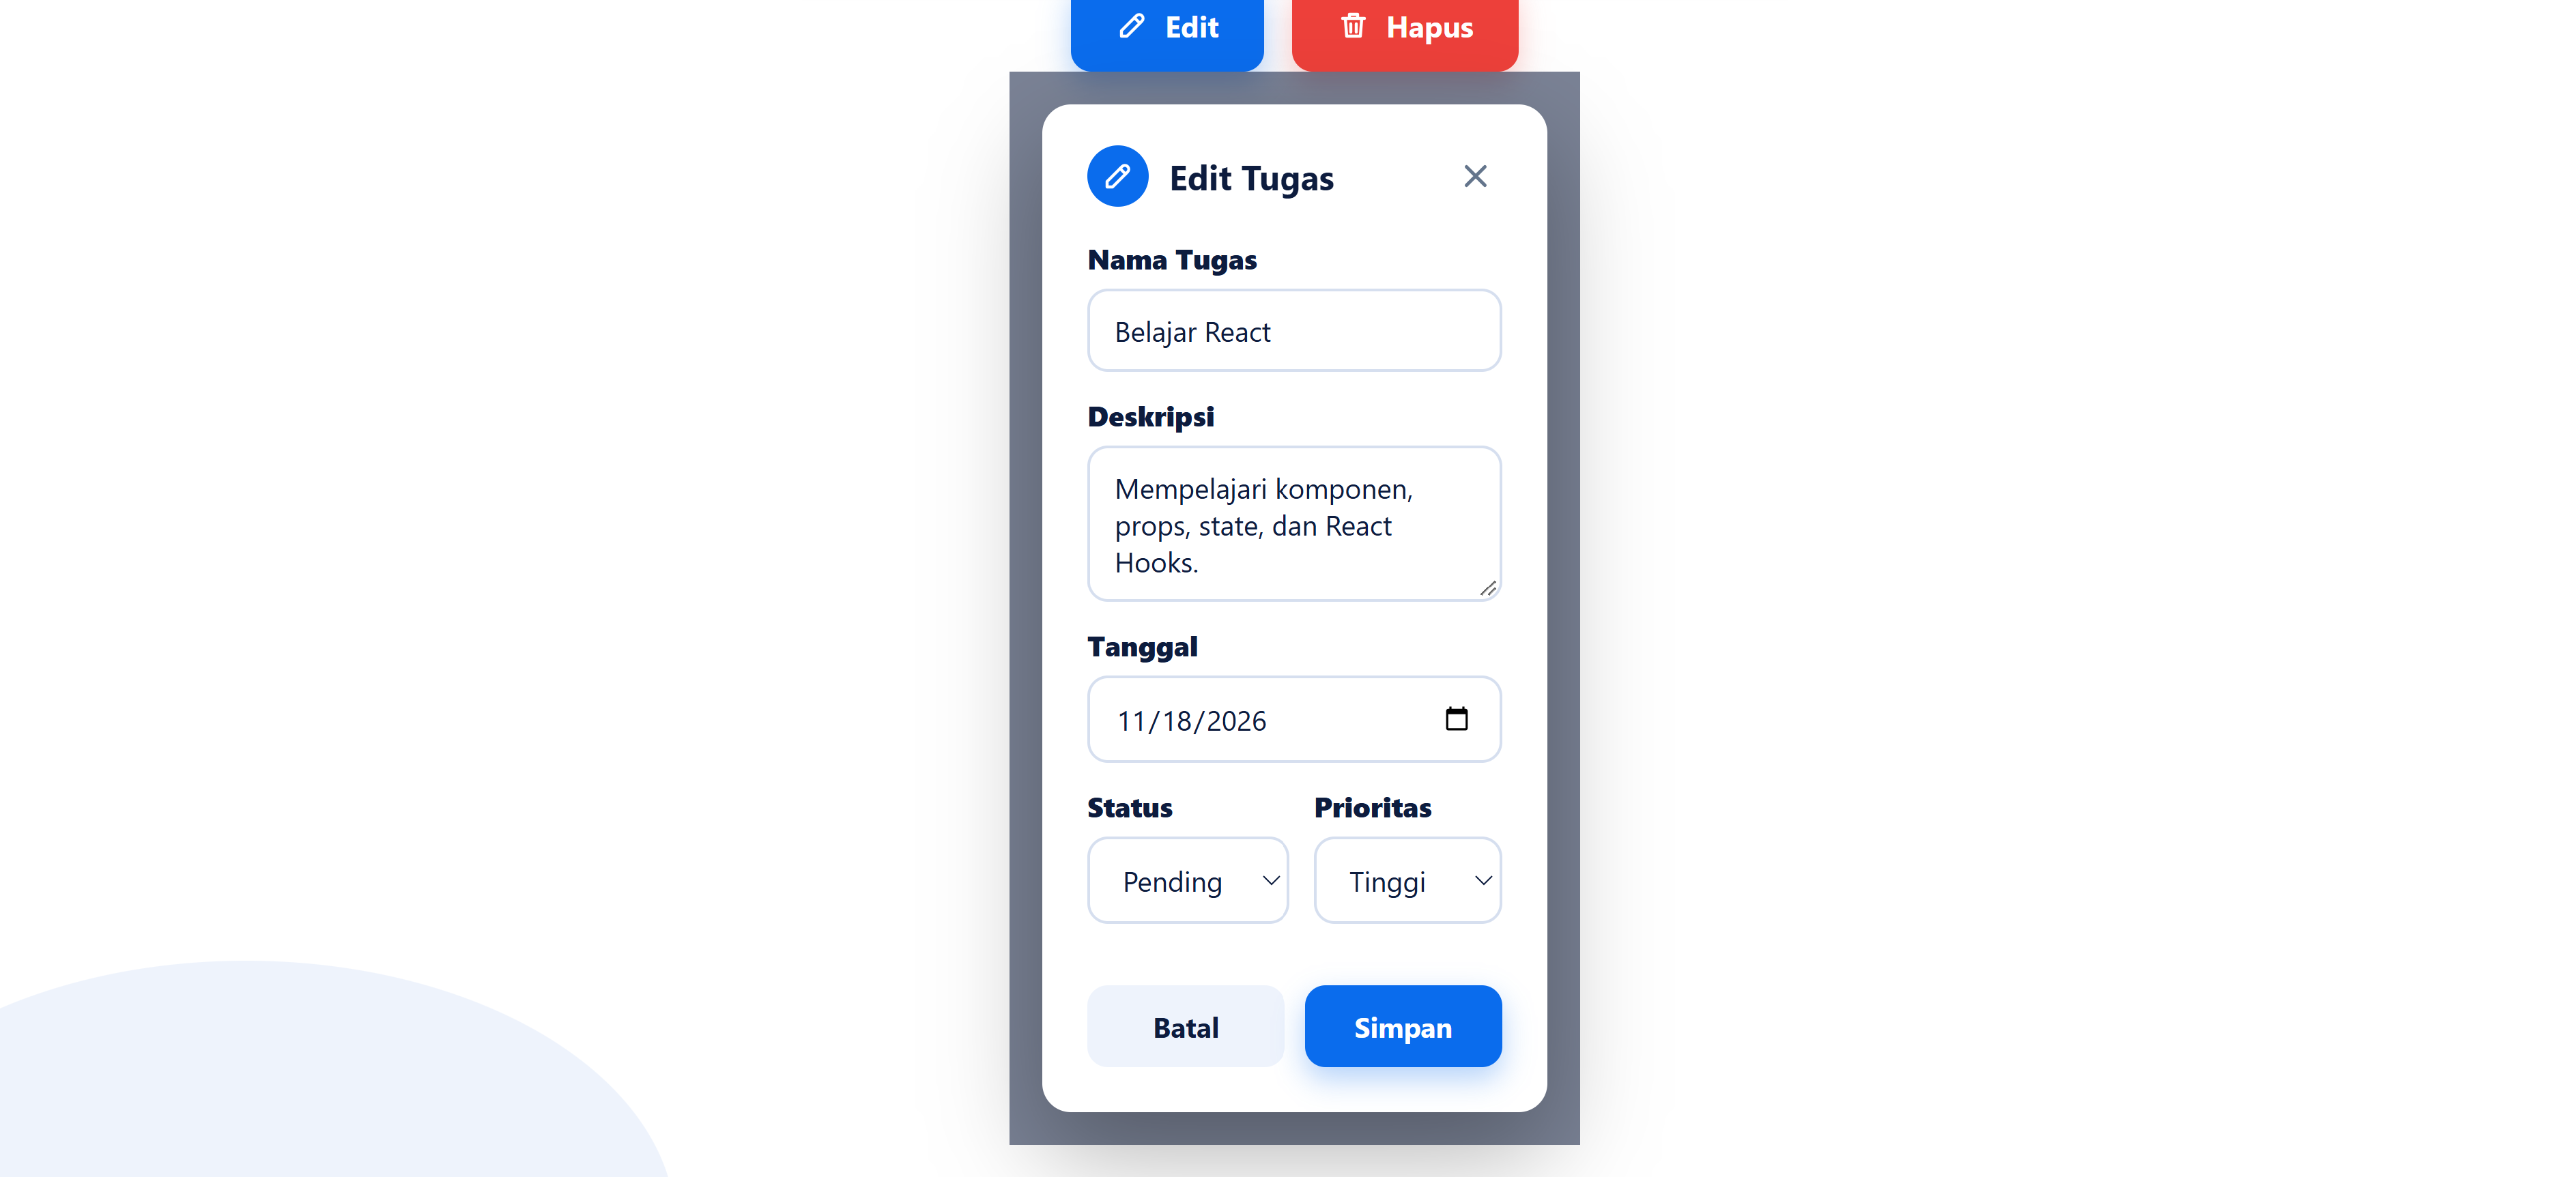 Edit
Hapus
Edit Tugas
Nama Tugas
Belajar React
Deskripsi
Mempelajari komponen,
props, state, dan React
Hooks.
Tanggal
11/18/2026
Status
Prioritas
Pending
Tinggi
Batal
Simpan